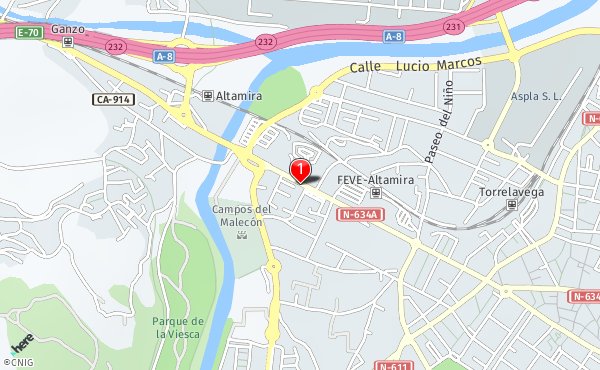 E-70
Ganzo
232
A-8
232
A-8
231
Calle Lucio Marcos
Altamira
CA-914
Paseo del Niño
Aspla S. L.
N-6
1
FEVE-Altamira
Torrelavega
N-634A
Campos del
Malecón
N-634
Parque de
la Viesca
here
©CNIG
N-611